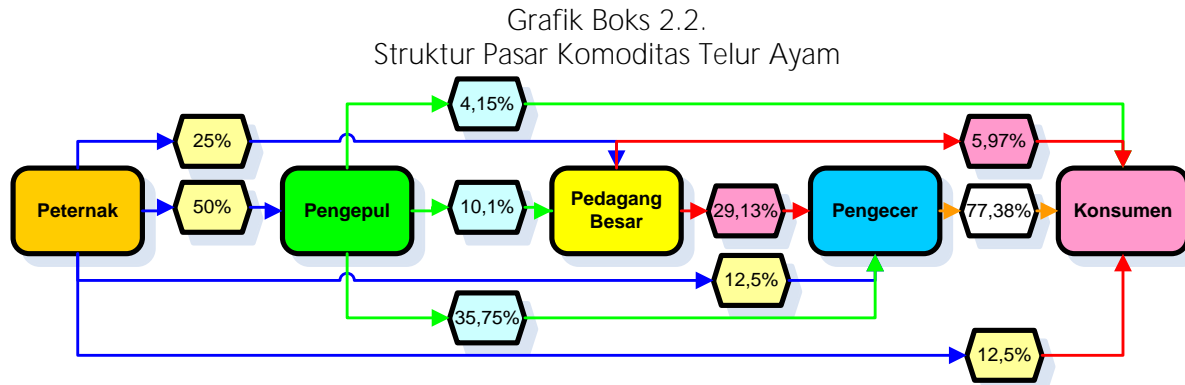 Grafik Boks 2.2.
Struktur Pasar Komoditas Telur Ayam
4,15%
25%
5,97%
Peternak
50%
Pengepul
10,1%
Pedagang
Besar
29,13%
Pengecer
77,38%
Konsumen
12,5%
35,75%
12,5%